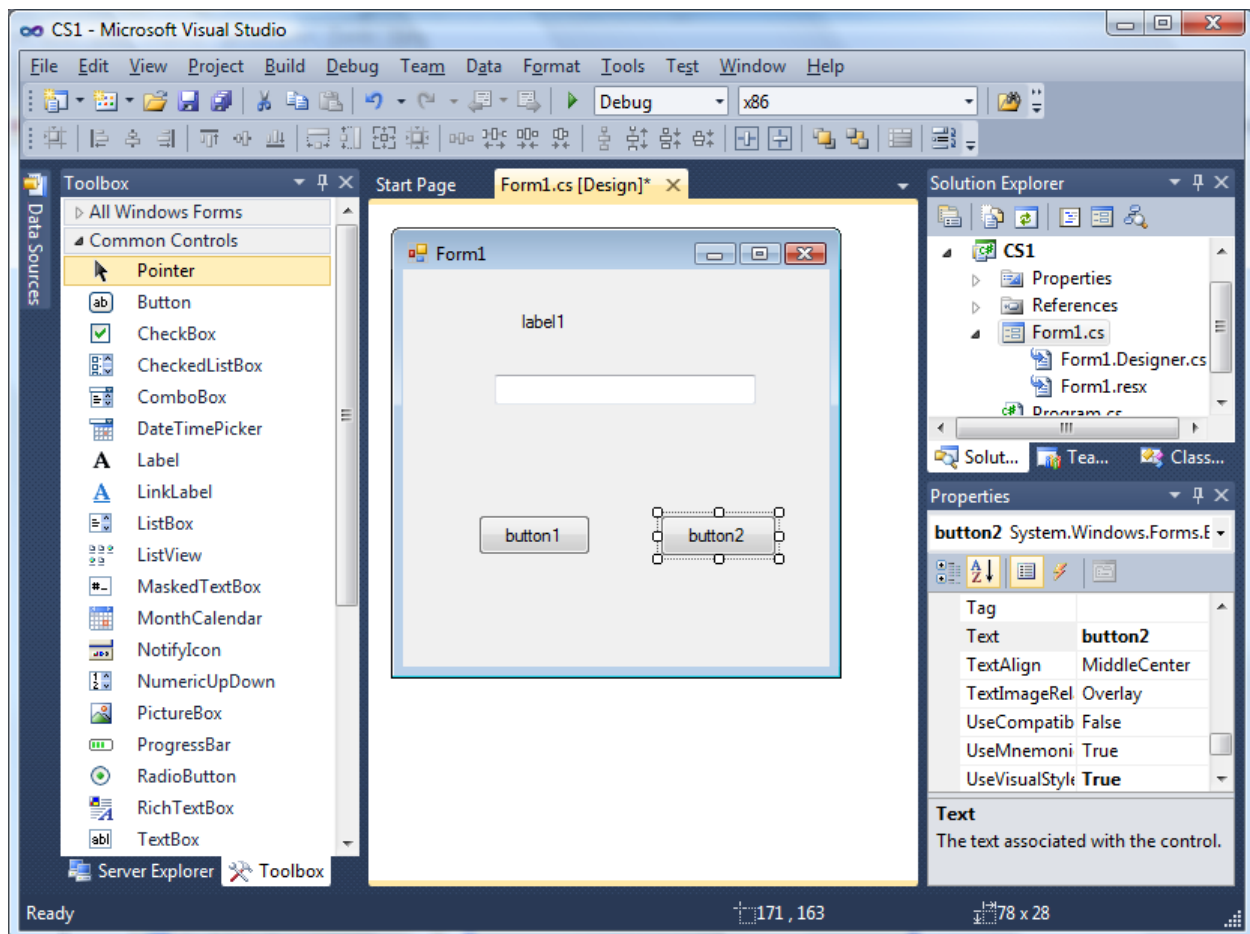 CS1 - Microsoft Visual Studio
File Edit View Project Build Debug Team Data Format Tools Test Window Help
Debug x86
Data Sources
Toolbox
All Windows Forms
Common Controls
Pointer
Button
CheckBox
CheckedListBox
ComboBox
DateTimePicker
Label
LinkLabel
ListBox
ListView
MaskedTextBox
MonthCalendar
NotifyIcon
NumericUpDown
PictureBox
ProgressBar
RadioButton
RichTextBox
TextBox
Server Explorer Toolbox
Start Page Form1.cs [Design]*
Form1
label1
button1 button2
Solution Explorer
CS1
Properties
References
Form1.cs
Form1.Designer.cs
Form1.resx
Program.cs
Solut... Tea... Class...
Properties
button2 System.Windows.Forms.E
Tag
Text button2
TextAlign MiddleCenter
TextImageRel Overlay
UseCompatib False
UseMnemoni True
UseVisualStyle True
Text
The text associated with the control.
Ready 171 , 163 78 x 28